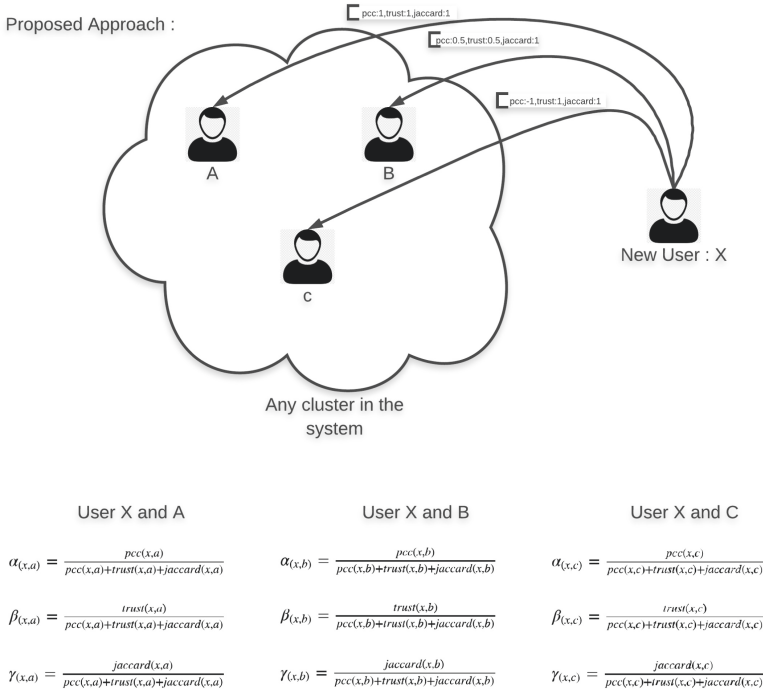 Proposed Approach :
pcc:1,trust:1,jaccard:1
pcc:0.5,trust:0.5,jaccard:1
pcc:-1,trust:1,jaccard:1
A
B
New User : X
c
Any cluster in the
system
User X and A
User X and B
User X and C
α(x,a) = pcc(x,a) / pcc(x,a)+trust(x,a)+jaccard(x,a)
α(x,b) = pcc(x,b) / pcc(x,b)+trust(x,b)+jaccard(x,b)
α(x,c) = pcc(x,c) / pcc(x,c)+trust(x,c)+jaccard(x,c)
β(x,a) = trust(x,a) / pcc(x,a)+trust(x,a)+jaccard(x,a)
β(x,b) = trust(x,b) / pcc(x,b)+trust(x,b)+jaccard(x,b)
β(x,c) = trust(x,c) / pcc(x,c)+trust(x,c)+jaccard(x,c)
γ(x,a) = jaccard(x,a) / pcc(x,a)+trust(x,a)+jaccard(x,a)
γ(x,b) = jaccard(x,b) / pcc(x,b)+trust(x,b)+jaccard(x,b)
γ(x,c) = jaccard(x,c) / pcc(x,c)+trust(x,c)+jaccard(x,c)